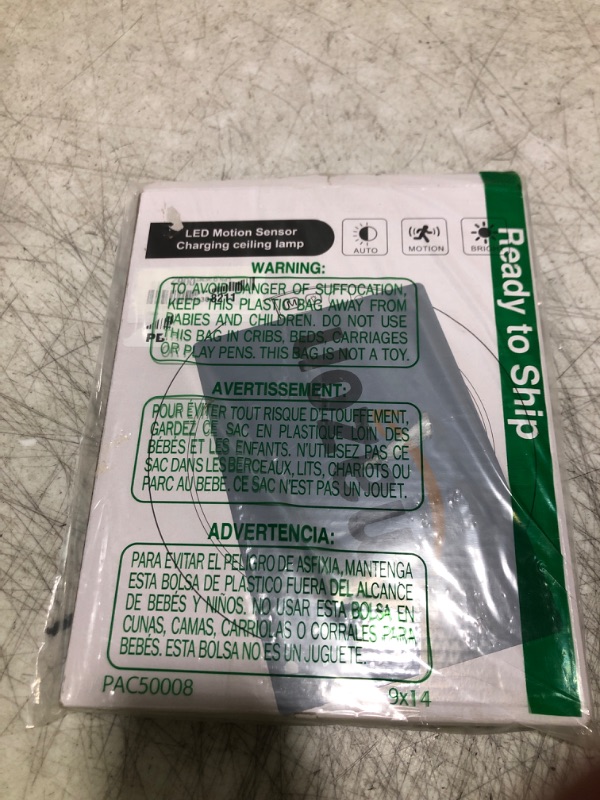 LED Motion Sensor
Charging ceiling lamp
AUTO
MOTION
BRIG
Ready to Ship
WARNING:
TO AVOID DANGER OF SUFFOCATION,
KEEP THIS PLASTIC BAG AWAY FROM
BABIES AND CHILDREN. DO NOT USE
THIS BAG IN CRIBS, BEDS, CARRIAGES
OR PLAY PENS. THIS BAG IS NOT A TOY.
AVERTISSEMENT:
POUR ÉVITER TOUT RISQUE D'ETOUFFEMENT,
GARDEZ CE SAC EN PLASTIQUE LOIN DES
BÉBÉS ET LES ENFANTS. N'UTILISEZ PAS CE
SAC DANS LES BERCEAUX, LITS, CHARIOTS OU
PARC AU BEBE. CE SAC N'EST PAS UN JOUET.
ADVERTENCIA:
PARA EVITAR EL PELIGRO DE ASFIXIA, MANTENGA
ESTA BOLSA DE PLÁSTICO FUERA DEL ALCANCE
DE BEBÉS Y NIÑOS. NO USAR ESTA BOLSA EN
CUNAS, CAMAS, CARRIOLAS O CORRALES PARA
BEBÉS. ESTA BOLSA NO ES UN JUGUETE.
PAC50008
9x14